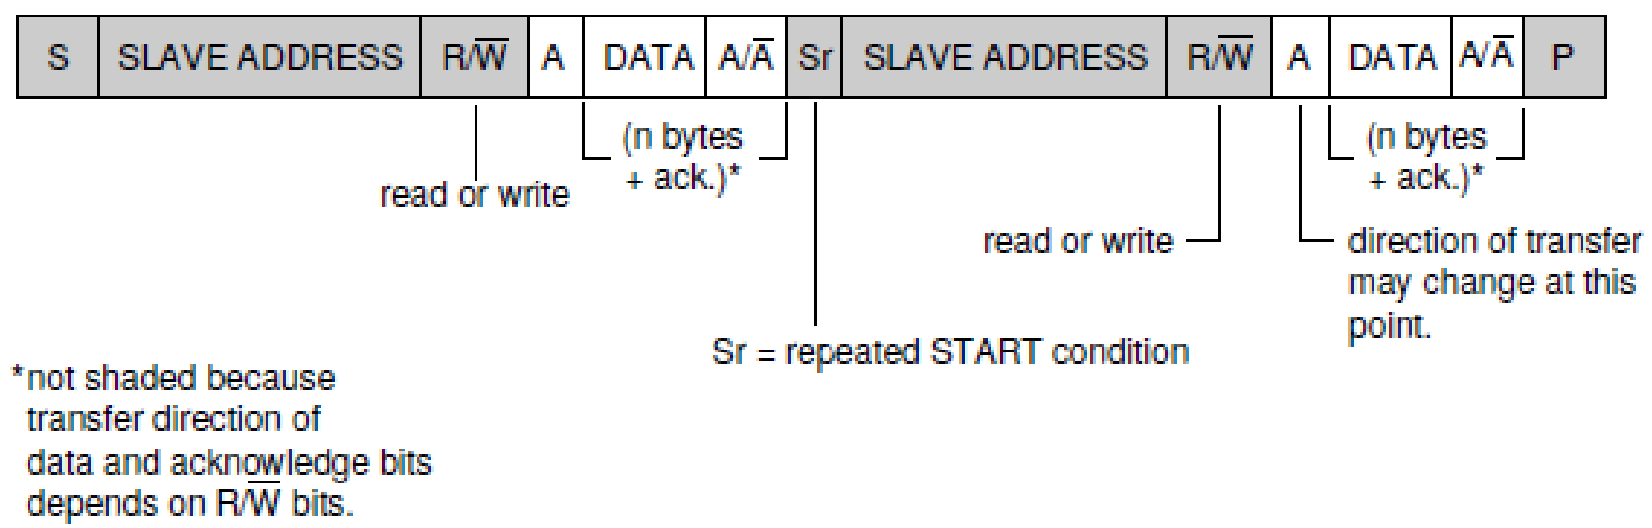 S SLAVE ADDRESS R/W̅ A DATA A/A̅ Sr SLAVE ADDRESS R/W̅ A DATA A/A̅ P
(n bytes
+ ack.)*
(n bytes
+ ack.)*
read or write
read or write
direction of transfer
may change at this
point.
Sr = repeated START condition
*not shaded because
transfer direction of
data and acknowledge bits
depends on R/W̅ bits.